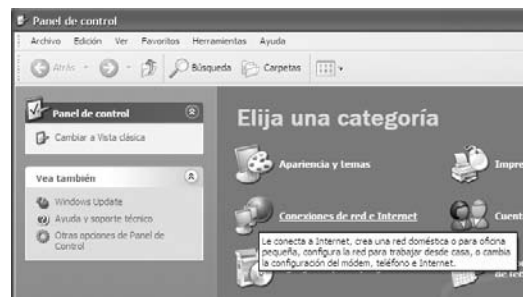 Panel de control
Archivo Edición Ver Favoritos Herramientas Ayuda
Atrás Búsqueda Carpetas
Panel de control
Cambiar a Vista clásica
Vea también
Windows Update
Ayuda y soporte técnico
Otras opciones de Panel de
Control
Elija una categoría
Apariencia y temas
Impre
Conexiones de red e Internet
Cuent
Le conecta a Internet, crea una red doméstica o para oficina
pequeña, configura la red para trabajar desde casa, o cambia
la configuración del módem, teléfono e Internet.